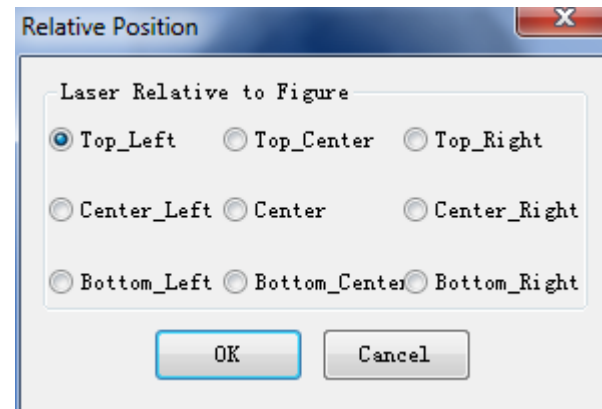 Relative Position
Laser Relative to Figure
Top_Left Top_Center Top_Right
Center_Left Center Center_Right
Bottom_Left Bottom_Center Bottom_Right
OK Cancel